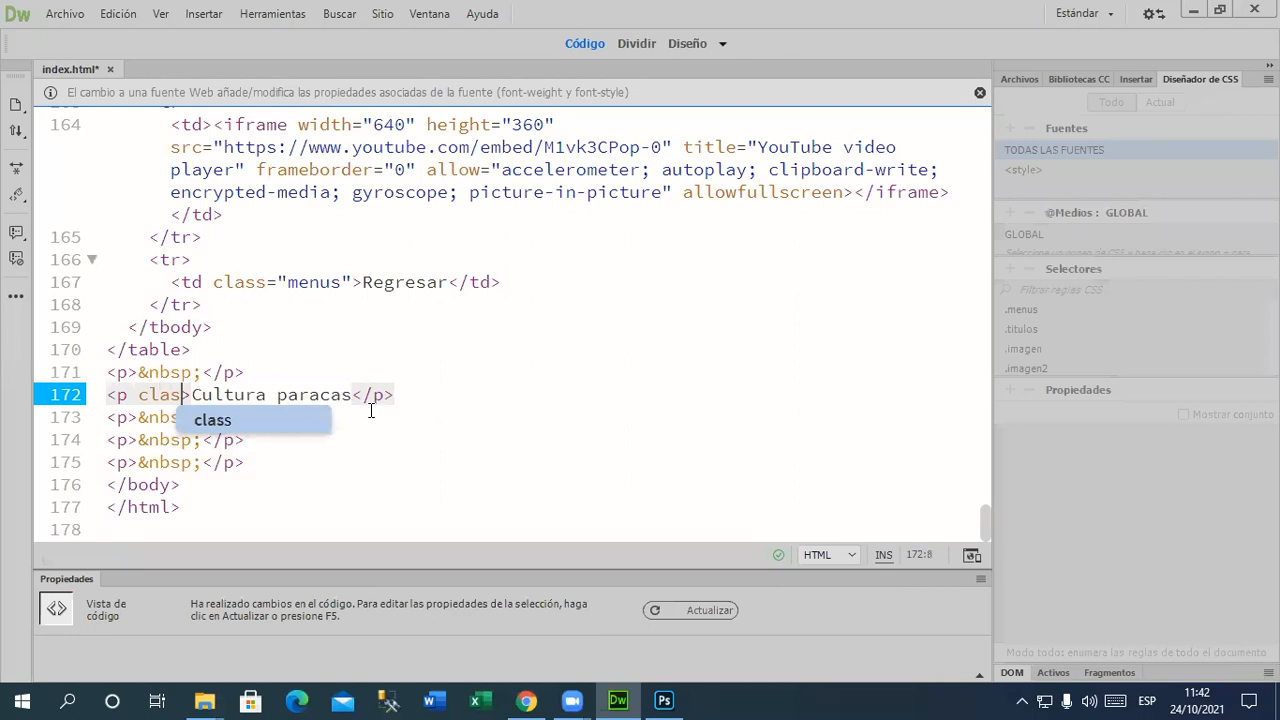 Dw Archivo Edición Ver Insertar Herramientas Buscar Sitio Ventana Ayuda Estándar
Código Dividir Diseño
index.html*
El cambio a una fuente Web añade/modifica las propiedades asociadas de la fuente (font-weight y font-style)
164 <td><iframe width="640" height="360"
src="https://www.youtube.com/embed/M1vk3CPop-0" title="YouTube video
player" frameborder="0" allow="accelerometer; autoplay; clipboard-write;
encrypted-media; gyroscope; picture-in-picture" allowfullscreen></iframe>
</td>
165 </tr>
166 <tr>
167 <td class="menus">Regresar</td>
168 </tr>
169 </tbody>
170 </table>
171 <p>&nbsp;</p>
172 <p clas>Cultura paracas</p>
173 <p>&nbs
class
174 <p>&nbsp;</p>
175 <p>&nbsp;</p>
176 </body>
177 </html>
178
HTML INS 172:8
Propiedades
Vista de código
Ha realizado cambios en el código. Para editar las propiedades de la selección, haga
clic en Actualizar o presione F5.
Actualizar
Archivos Bibliotecas CC Insertar Diseñador de CSS
Todo Actual
Fuentes
TODAS LAS FUENTES
<style>
@Medios : GLOBAL
GLOBAL
Selectores
Filtrar reglas CSS
.menus
.titulos
.imagen
.imagen2
Propiedades
Mostrar conjunto
Modo todo: enumera las reglas de todo el documento
DOM Activos Fragmentos
ESP 11:42
24/10/2021